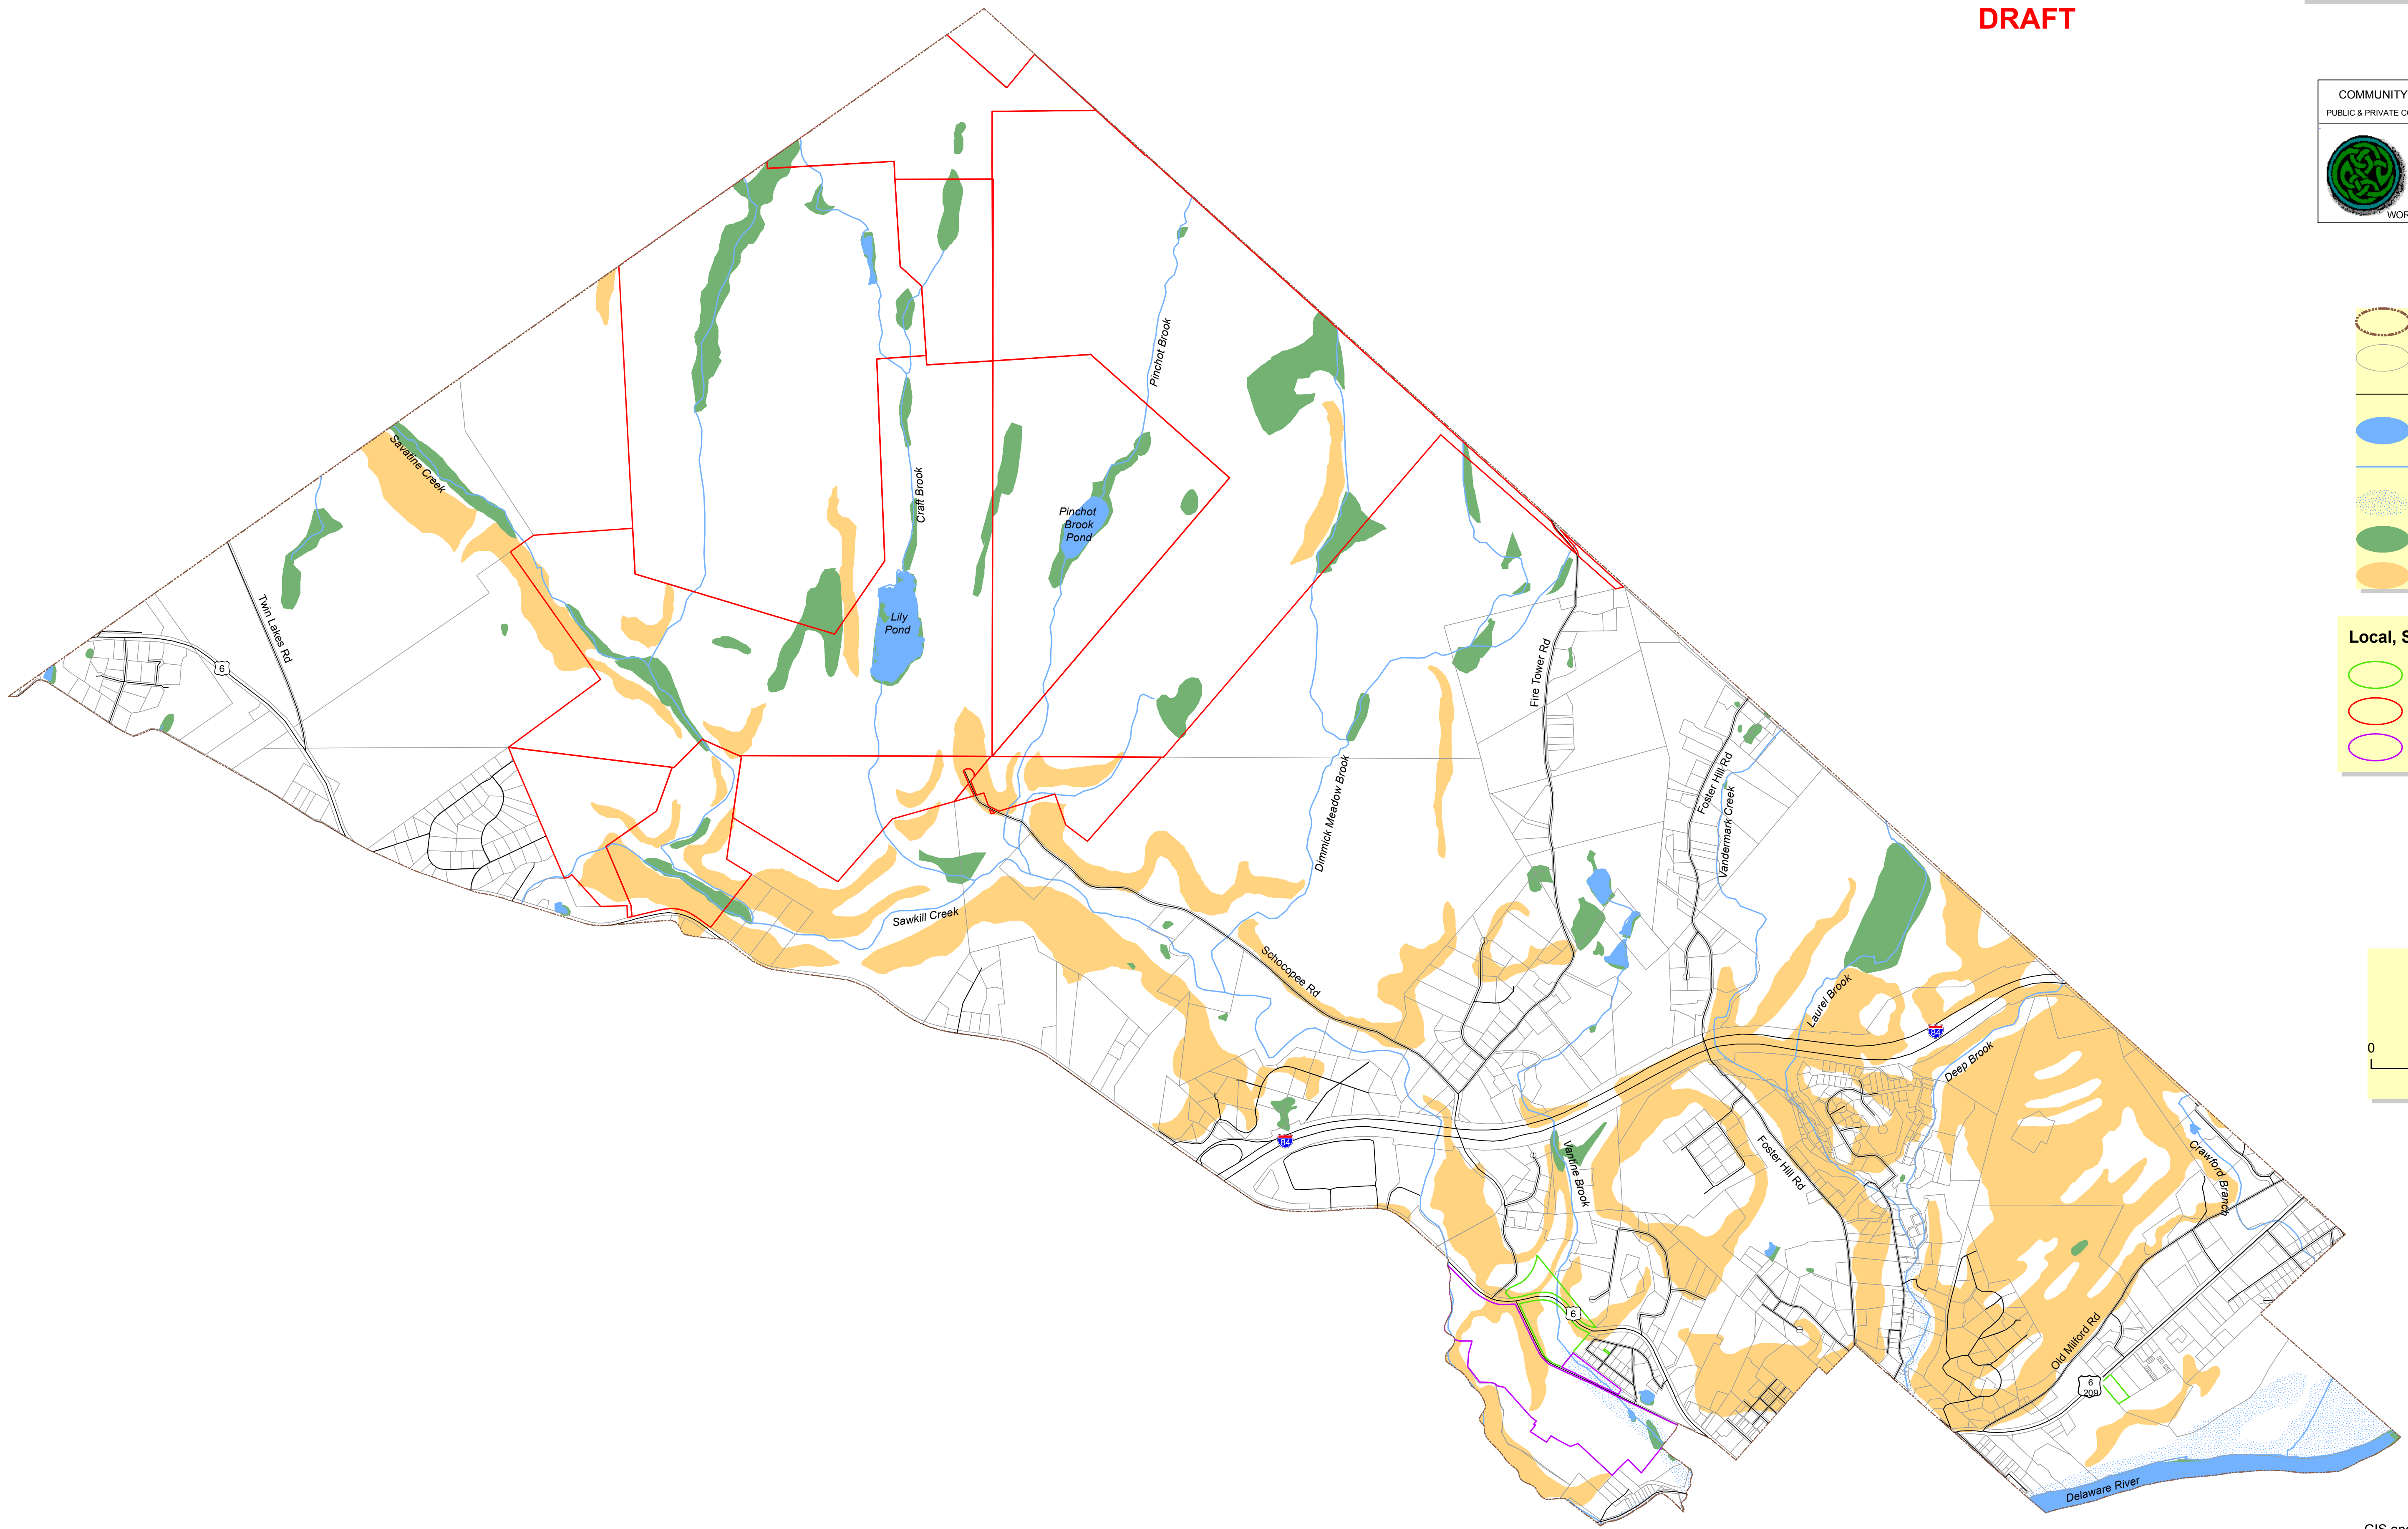 DRAFT
COMMUNITY
PUBLIC & PRIVATE
Local,
0
Savatine Creek
Craft Brook
Pinchot Brook
Pinchot
Brook
Pond
Lily
Pond
Twin Lakes Rd
6
Fire Tower Rd
Foster Hill Rd
Vandermark Creek
Dimmick Meadow Brook
Sawkill Creek
Schocopee Rd
Laurel Brook
84
Deep Brook
84
Vantine Brook
Foster Hill Rd
Crawford Branch
6
Old Milford Rd
6
209
Delaware River